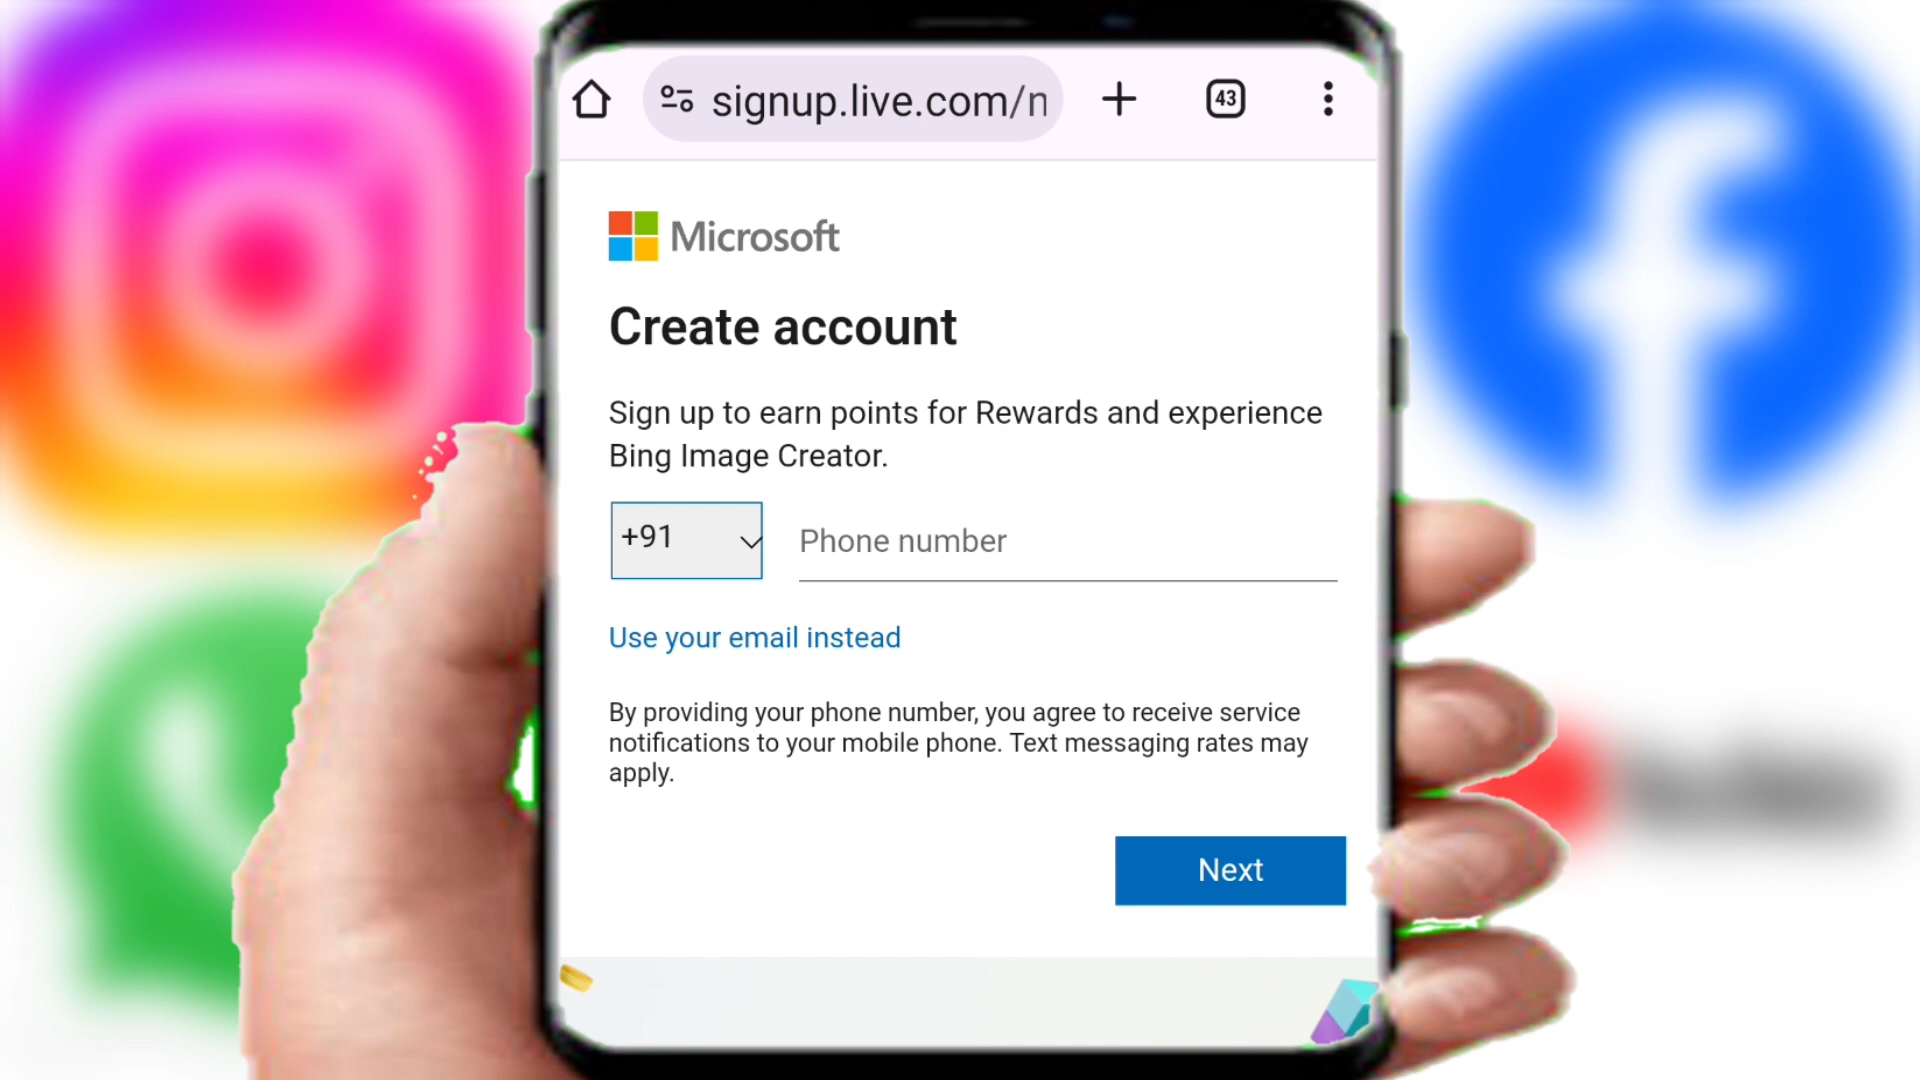 signup.live.com/n
43
Microsoft
Create account
Sign up to earn points for Rewards and experience
Bing Image Creator.
+91
Phone number
Use your email instead
By providing your phone number, you agree to receive service
notifications to your mobile phone. Text messaging rates may
apply.
Next